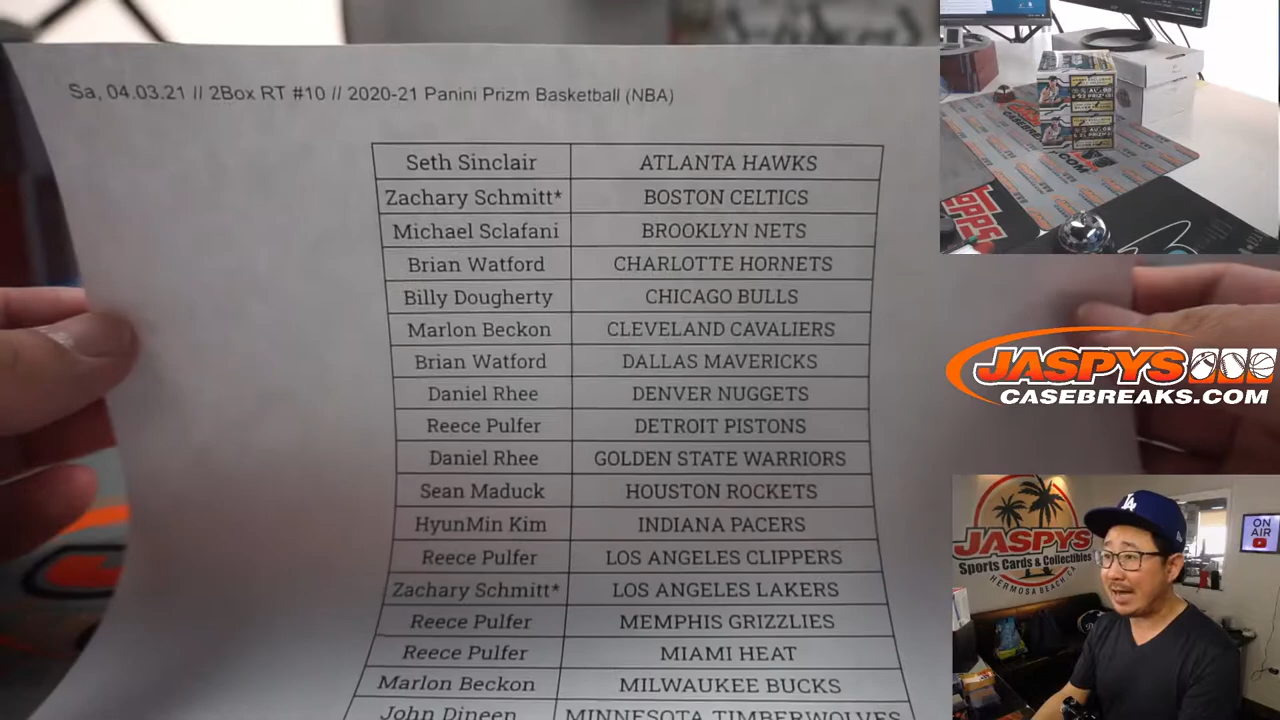 Sa, 04.03.21 // 2Box RT #10 // 2020-21 Panini Prizm Basketball (NBA)
Seth Sinclair ATLANTA HAWKS
Zachary Schmitt* BOSTON CELTICS
Michael Sclafani BROOKLYN NETS
Brian Watford CHARLOTTE HORNETS
Billy Dougherty CHICAGO BULLS
Marlon Beckon CLEVELAND CAVALIERS
Brian Watford DALLAS MAVERICKS
Daniel Rhee DENVER NUGGETS
Reece Pulfer DETROIT PISTONS
Daniel Rhee GOLDEN STATE WARRIORS
Sean Maduck HOUSTON ROCKETS
HyunMin Kim INDIANA PACERS
Reece Pulfer LOS ANGELES CLIPPERS
Zachary Schmitt* LOS ANGELES LAKERS
Reece Pulfer MEMPHIS GRIZZLIES
Reece Pulfer MIAMI HEAT
Marlon Beckon MILWAUKEE BUCKS
John Dineen MINNESOTA TIMBERWOLVES
TOPPS
.COM
JASPYS
CASEBREAKS.COM
JASPYS
Sports Cards & Collectibles
HERMOSA BEACH, CA
LA
ON
AIR